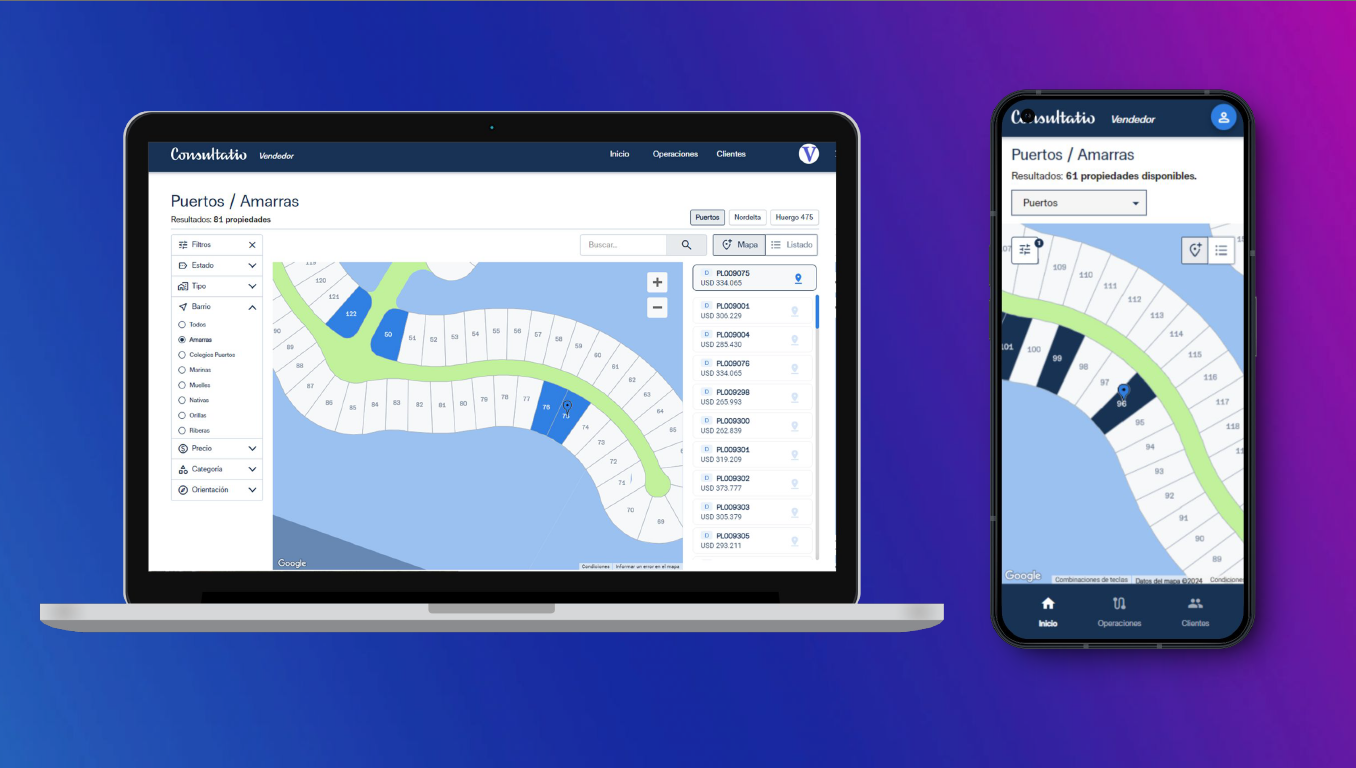 Consultatio Vendedor
Inicio Operaciones Clientes
V
Puertos / Amarras
Resultados: 81 propiedades
Puertos Nordelta Huergo 475
Filtros
Estado
Tipo
Barrio
Todos
Amarras
Colegios Puertos
Marinas
Muelles
Nativas
Orillas
Riberas
Precio
Categoría
Orientación
Buscar...
Mapa Listado
119
120
121
122
50
51
52
53
54
55
56
57
58
59
60
61
62
63
64
65
90
89
88
87
86
85
84
83
82
81
80
79
78
77
76
75
74
73
72
71
70
69
Google
Condiciones Informar un error en el mapa
D PL009075
USD 334.065
D PL009001
USD 306.229
D PL009004
USD 285.430
D PL009076
USD 334.065
D PL009298
USD 265.993
D PL009300
USD 262.839
D PL009301
USD 319.209
D PL009302
USD 373.777
D PL009303
USD 305.379
D PL009305
USD 293.211
Consultatio Vendedor
Puertos / Amarras
Resultados: 61 propiedades disponibles.
Puertos
1
109
110
111
112
113
114
115
116
117
118
101
100
99
98
97
96
95
94
93
92
91
90
89
Google
Combinaciones de teclas Datos del mapa ©2024 Condiciones
Inicio Operaciones Clientes